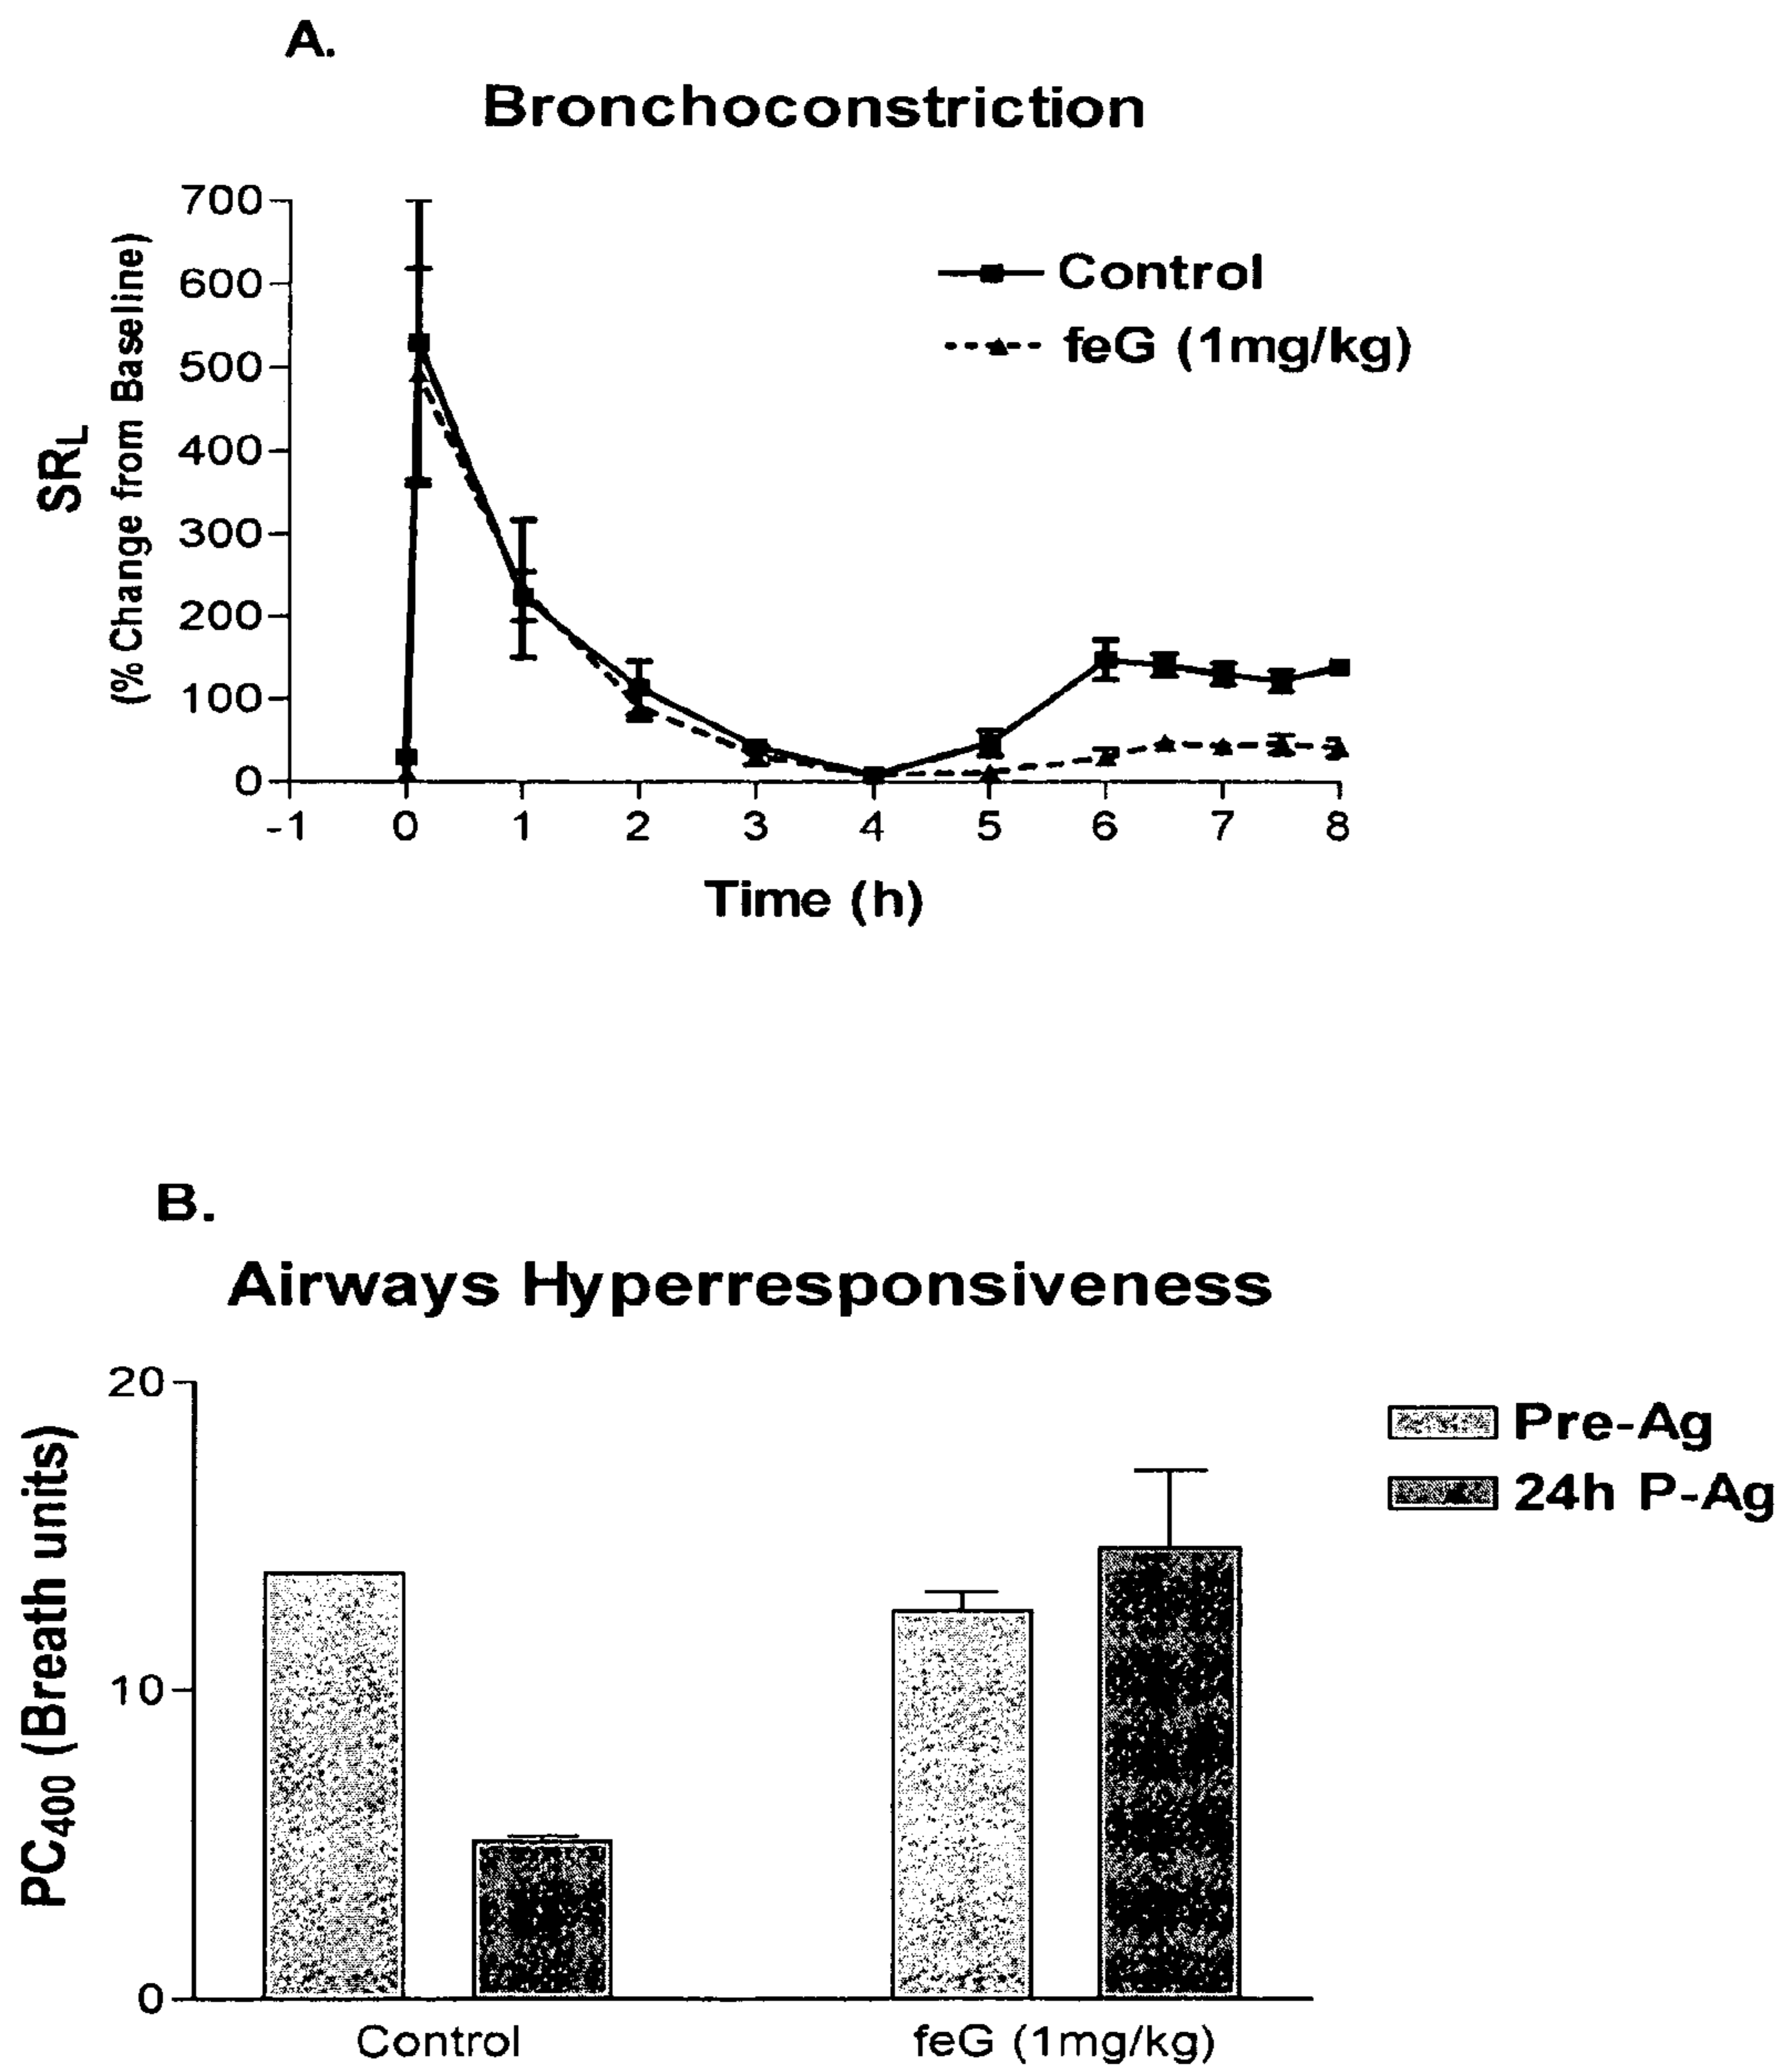 A.
Bronchoconstriction
700
600
500
400
300
200
100
0
SRL
(% Change from Baseline)
Control
feG (1mg/kg)
-1 0 1 2 3 4 5 6 7 8
Time (h)
B.
Airways Hyperresponsiveness
20
10
0
PC400 (Breath units)
Pre-Ag
24h P-Ag
Control feG (1mg/kg)